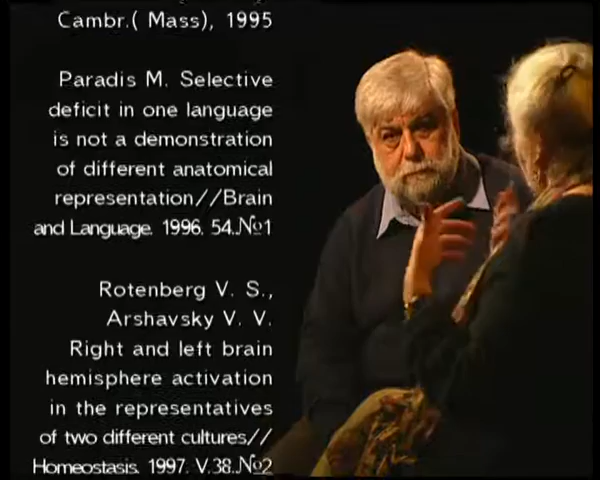 Cambr.( Mass), 1995
Paradis M. Selective
deficit in one language
is not a demonstration
of different anatomical
representation//Brain
and Language. 1996. 54.№1
Rotenberg V. S.,
Arshavsky V. V.
Right and left brain
hemisphere activation
in the representatives
of two different cultures//
Homeostasis. 1997. V.38.№2